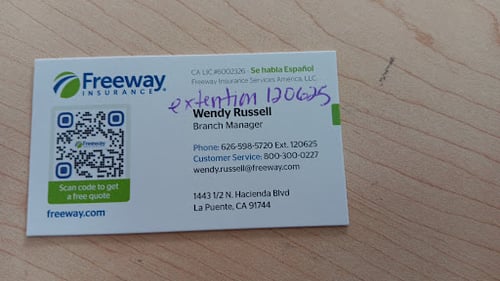 Freeway
INSURANCE
CA LIC#6002326 - Se habla Español
Freeway Insurance Services America, LLC
extention 120625
Wendy Russell
Branch Manager
Phone: 626-598-5720 Ext. 120625
Customer Service: 800-300-0227
wendy.russell@freeway.com
1443 1/2 N. Hacienda Blvd
La Puente, CA 91744
Freeway
Scan code to get
a free quote
freeway.com